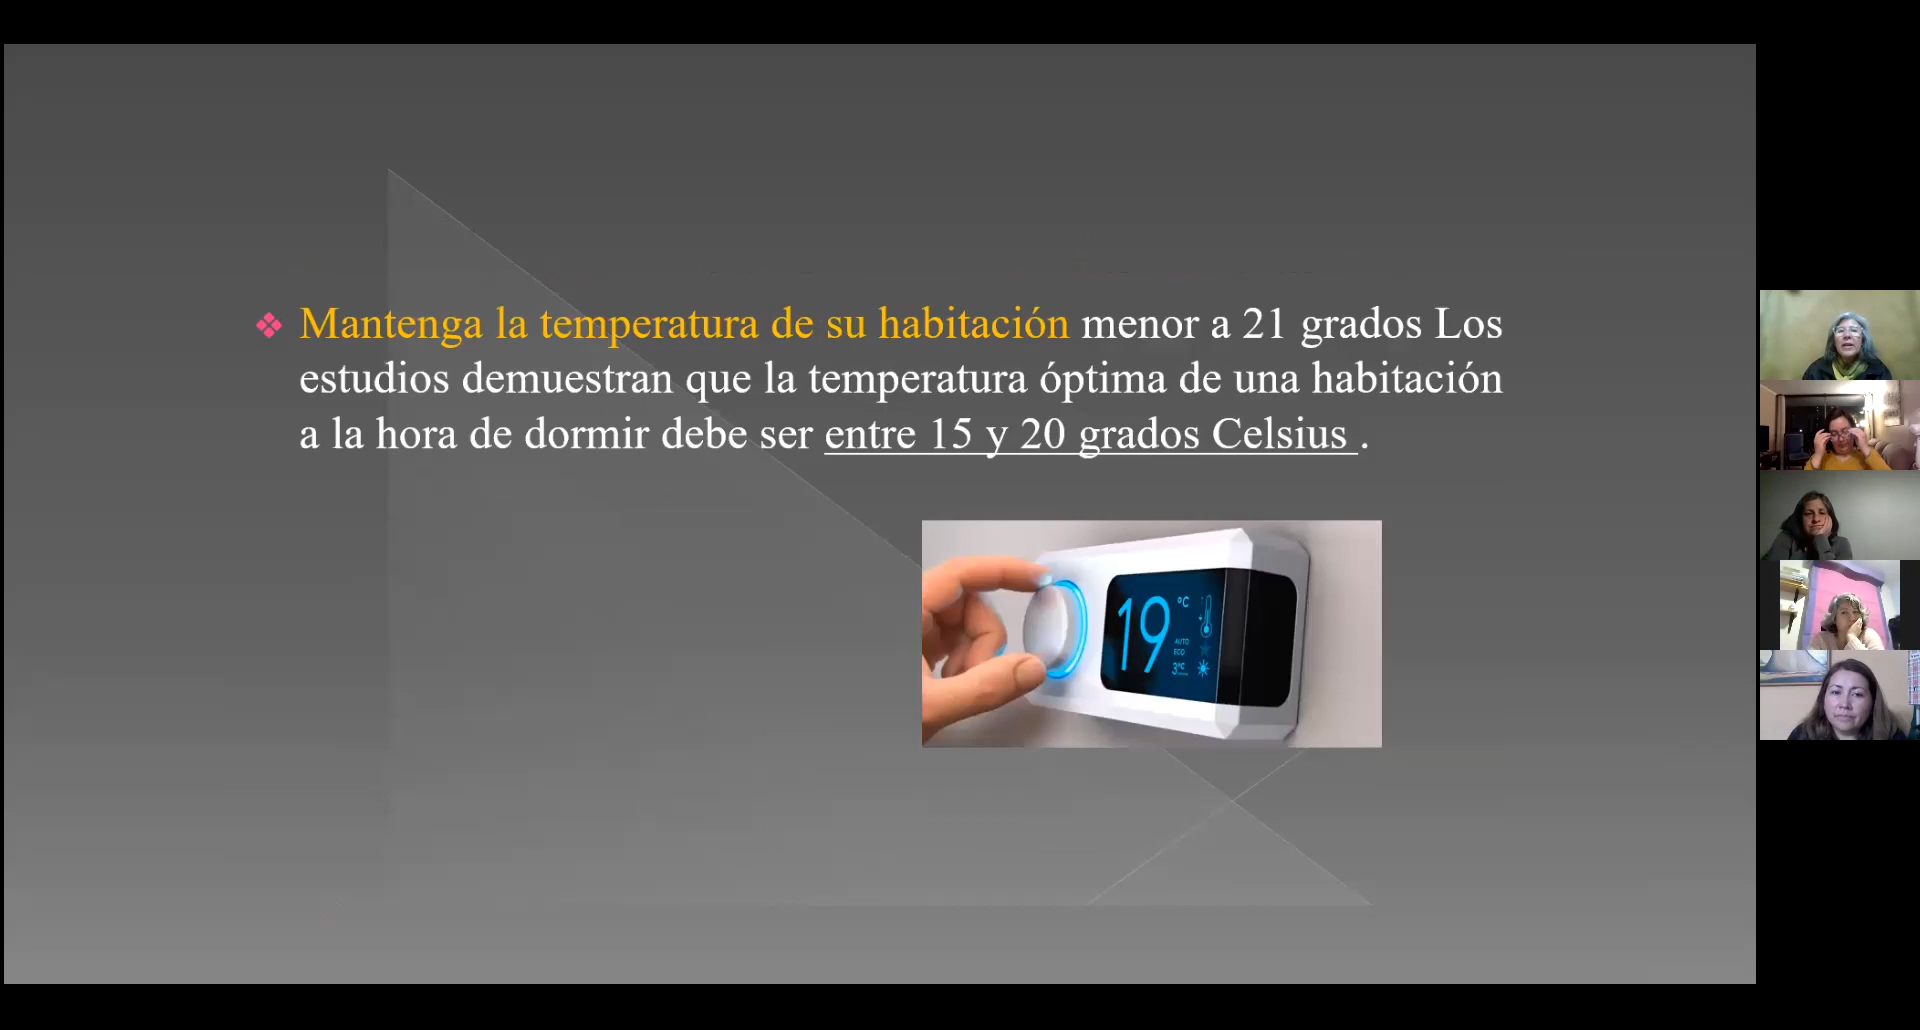 Mantenga la temperatura de su habitación menor a 21 grados Los
estudios demuestran que la temperatura óptima de una habitación
a la hora de dormir debe ser entre 15 y 20 grados Celsius .
19 °C
AUTO
ECO
3°C